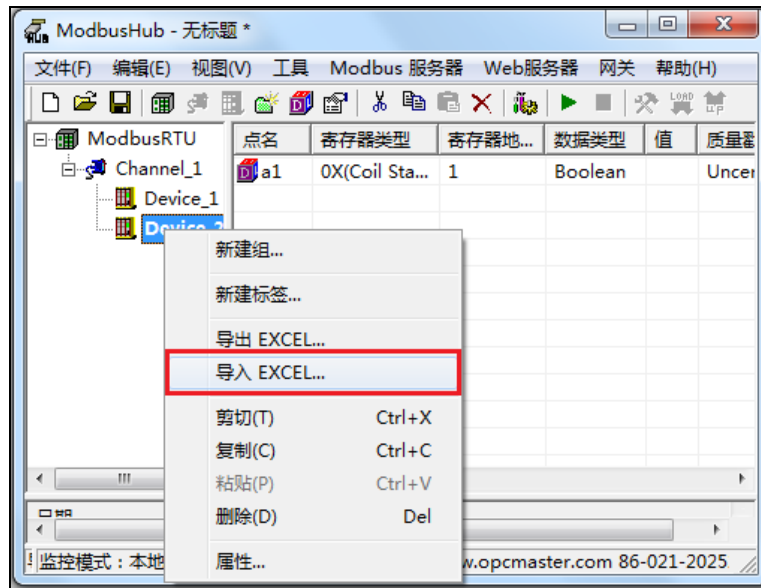 ModbusHub - 无标题 *
文件(F) 编辑(E) 视图(V) 工具 Modbus 服务器 Web服务器 网关 帮助(H)
ModbusRTU
Channel_1
Device_1
Device_2
点名 寄存器类型 寄存器地... 数据类型 值 质量
a1 0X(Coil Sta... 1 Boolean Uncer
新建组...
新建标签...
导出 EXCEL...
导入 EXCEL...
剪切(T) Ctrl+X
复制(C) Ctrl+C
粘贴(P) Ctrl+V
删除(D) Del
属性...
监控模式：本地
w.opcmaster.com 86-021-2025